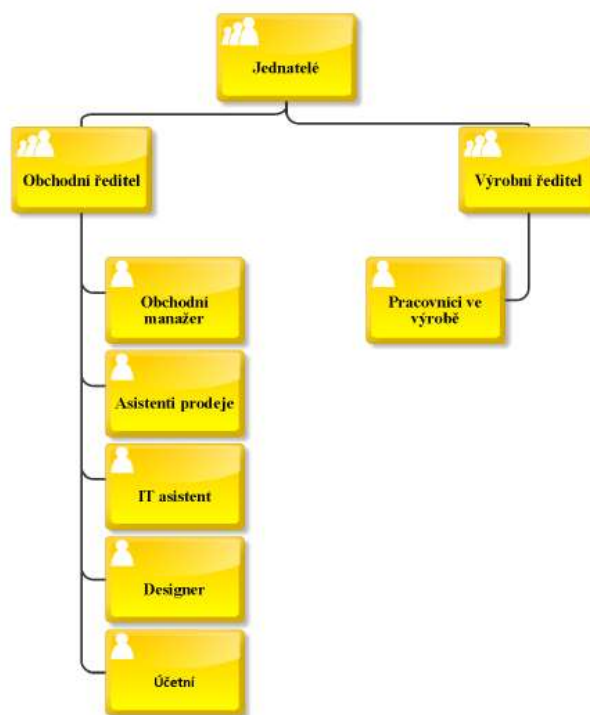 Jednatelé
Obchodní ředitel
Výrobní ředitel
Obchodní
manažer
Pracovníci ve
výrobě
Asistenti prodeje
IT asistent
Designer
Účetní